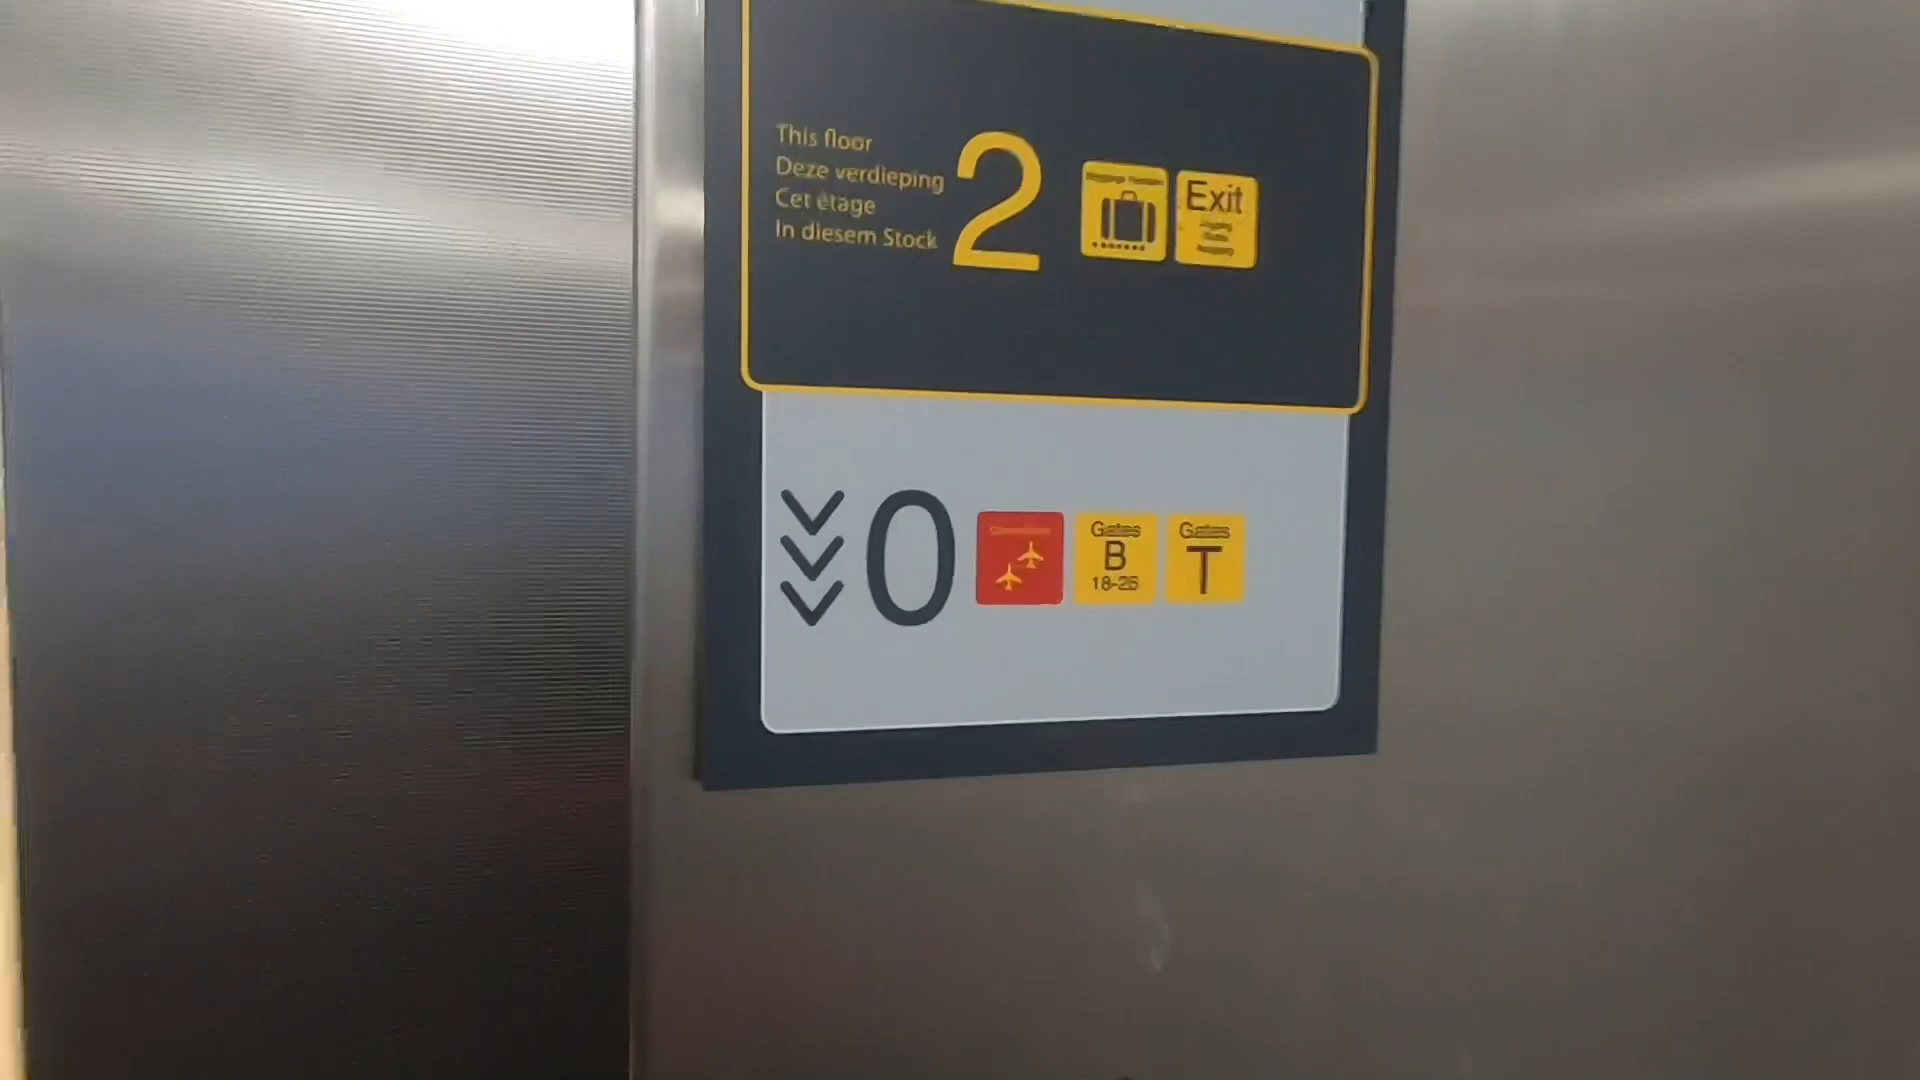 This floor
Deze verdieping
Cet étage
In diesem Stock
2
Exit
0
Gates
B
18-26
Gates
T